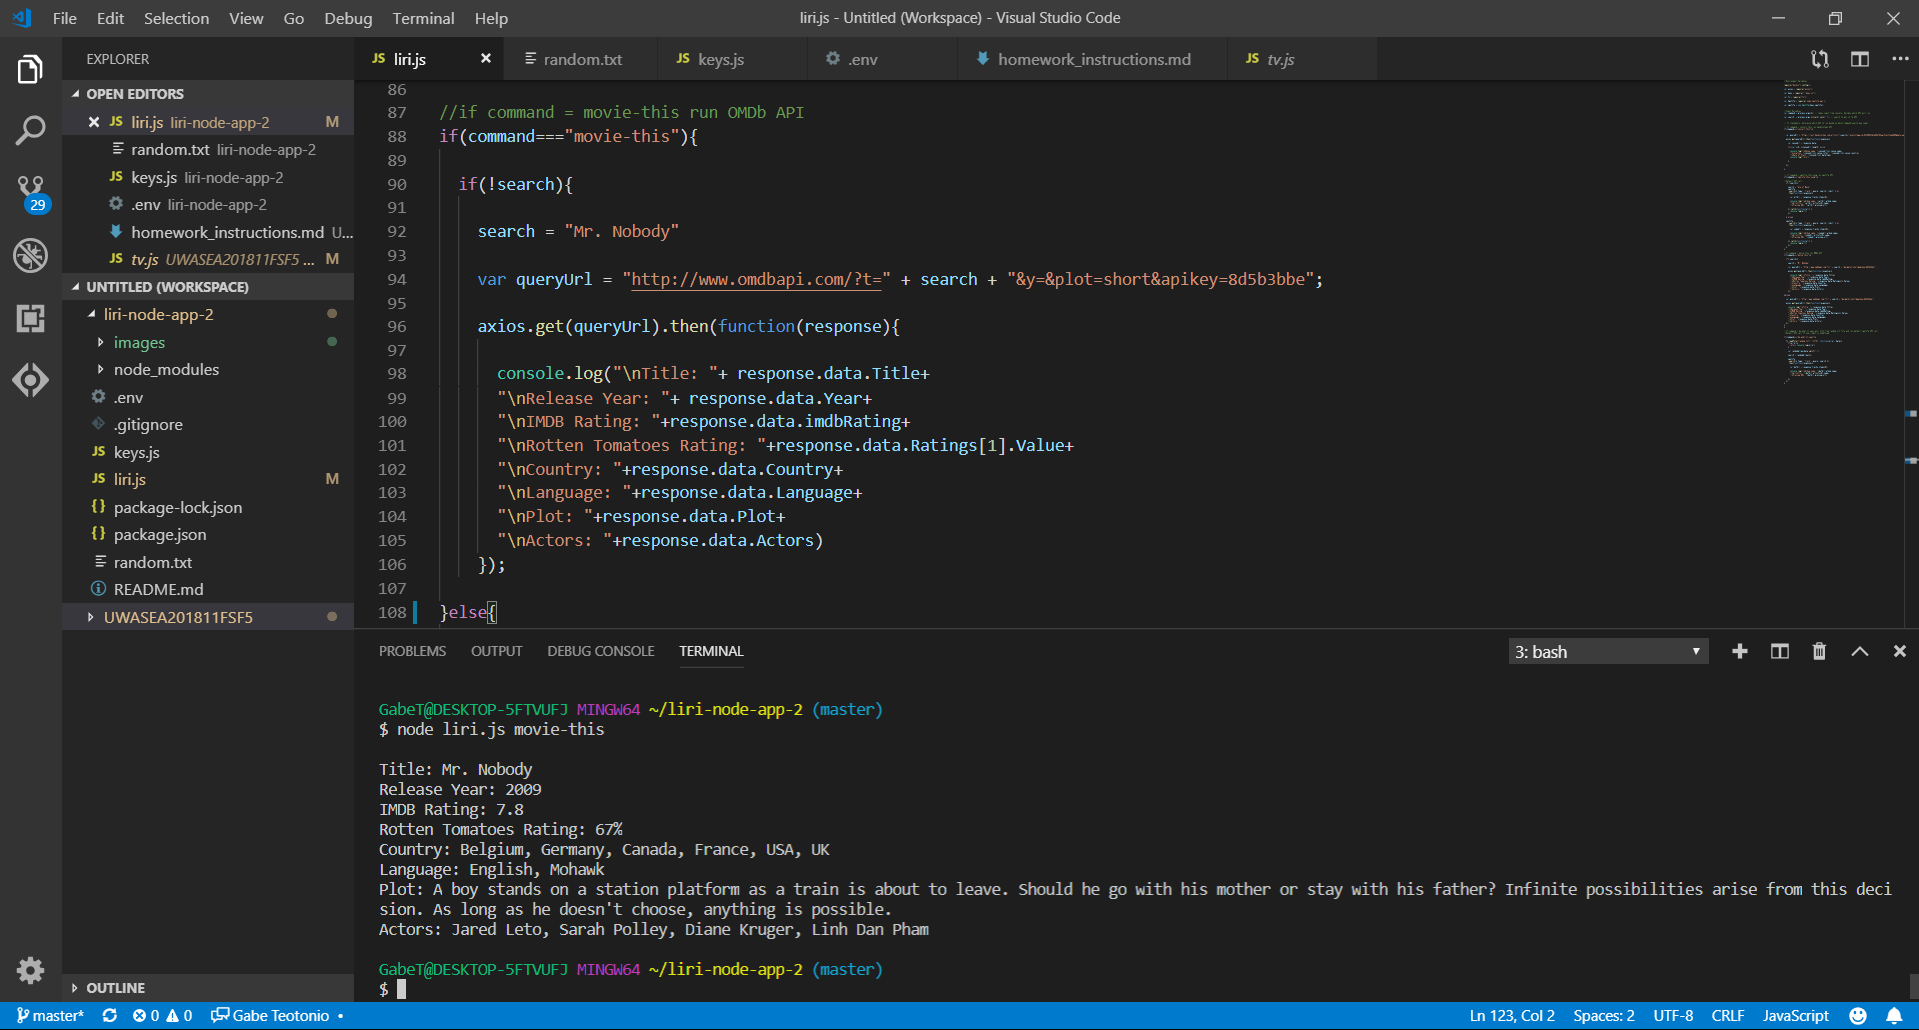 File Edit Selection View Go Debug Terminal Help
liri.js - Untitled (Workspace) - Visual Studio Code
EXPLORER
OPEN EDITORS
JS liri.js liri-node-app-2 M
random.txt liri-node-app-2
JS keys.js liri-node-app-2
.env liri-node-app-2
homework_instructions.md U...
JS tv.js UWASEA201811FSF5 ... M
UNTITLED (WORKSPACE)
liri-node-app-2
images
node_modules
.env
.gitignore
JS keys.js
JS liri.js M
{} package-lock.json
{} package.json
random.txt
README.md
UWASEA201811FSF5
OUTLINE
29
JS liri.js random.txt JS keys.js .env homework_instructions.md JS tv.js
86
87 //if command = movie-this run OMDb API
88 if(command==="movie-this"){
89
90 if(!search){
91
92 search = "Mr. Nobody"
93
94 var queryUrl = "http://www.omdbapi.com/?t=" + search + "&y=&plot=short&apikey=8d5b3bbe";
95
96 axios.get(queryUrl).then(function(response){
97
98 console.log("\nTitle: "+ response.data.Title+
99 "\nRelease Year: "+ response.data.Year+
100 "\nIMDB Rating: "+response.data.imdbRating+
101 "\nRotten Tomatoes Rating: "+response.data.Ratings[1].Value+
102 "\nCountry: "+response.data.Country+
103 "\nLanguage: "+response.data.Language+
104 "\nPlot: "+response.data.Plot+
105 "\nActors: "+response.data.Actors)
106 });
107
108 }else{
PROBLEMS OUTPUT DEBUG CONSOLE TERMINAL
3: bash
GabeT@DESKTOP-5FTVUFJ MINGW64 ~/liri-node-app-2 (master)
$ node liri.js movie-this
Title: Mr. Nobody
Release Year: 2009
IMDB Rating: 7.8
Rotten Tomatoes Rating: 67%
Country: Belgium, Germany, Canada, France, USA, UK
Language: English, Mohawk
Plot: A boy stands on a station platform as a train is about to leave. Should he go with his mother or stay with his father? Infinite possibilities arise from this deci
sion. As long as he doesn't choose, anything is possible.
Actors: Jared Leto, Sarah Polley, Diane Kruger, Linh Dan Pham
GabeT@DESKTOP-5FTVUFJ MINGW64 ~/liri-node-app-2 (master)
$
master* 0 0 Gabe Teotonio •
Ln 123, Col 2 Spaces: 2 UTF-8 CRLF JavaScript